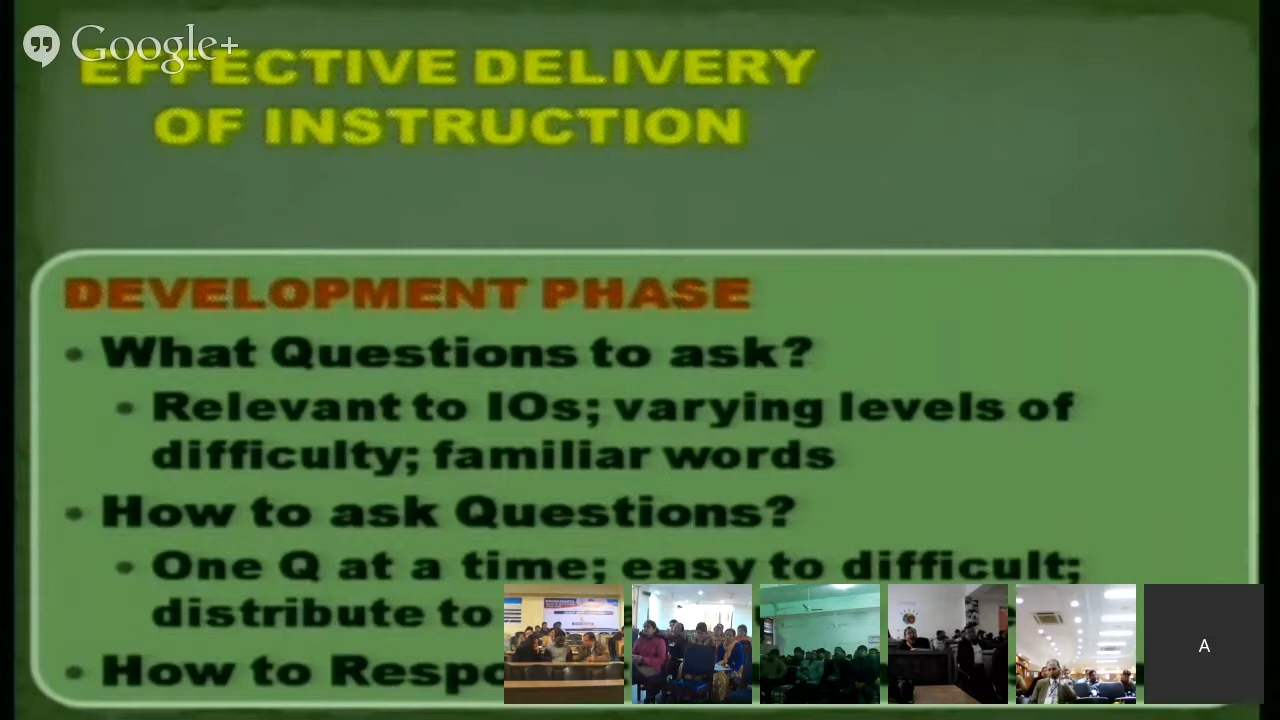 Google+
EFFECTIVE DELIVERY
OF INSTRUCTION
DEVELOPMENT PHASE
• What Questions to ask?
• Relevant to IOs; varying levels of
difficulty; familiar words
• How to ask Questions?
• One Q at a time; easy to difficult;
distribute to
• How to Respo
A